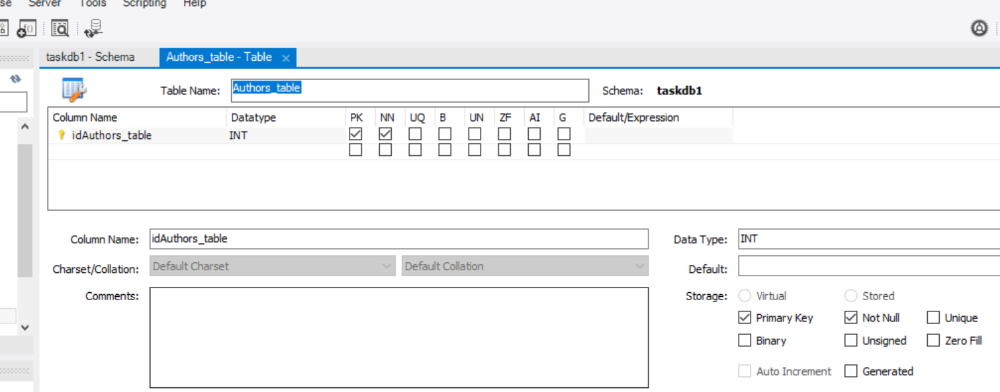 se Server Tools Scripting Help
taskdb1 - Schema Authors_table - Table
Table Name: Authors_table Schema: taskdb1
Column Name Datatype PK NN UQ B UN ZF AI G Default/Expression
idAuthors_table INT
Column Name: idAuthors_table Data Type: INT
Charset/Collation: Default Charset Default Collation Default:
Comments: Storage: Virtual Stored
Primary Key Not Null Unique
Binary Unsigned Zero Fill
Auto Increment Generated